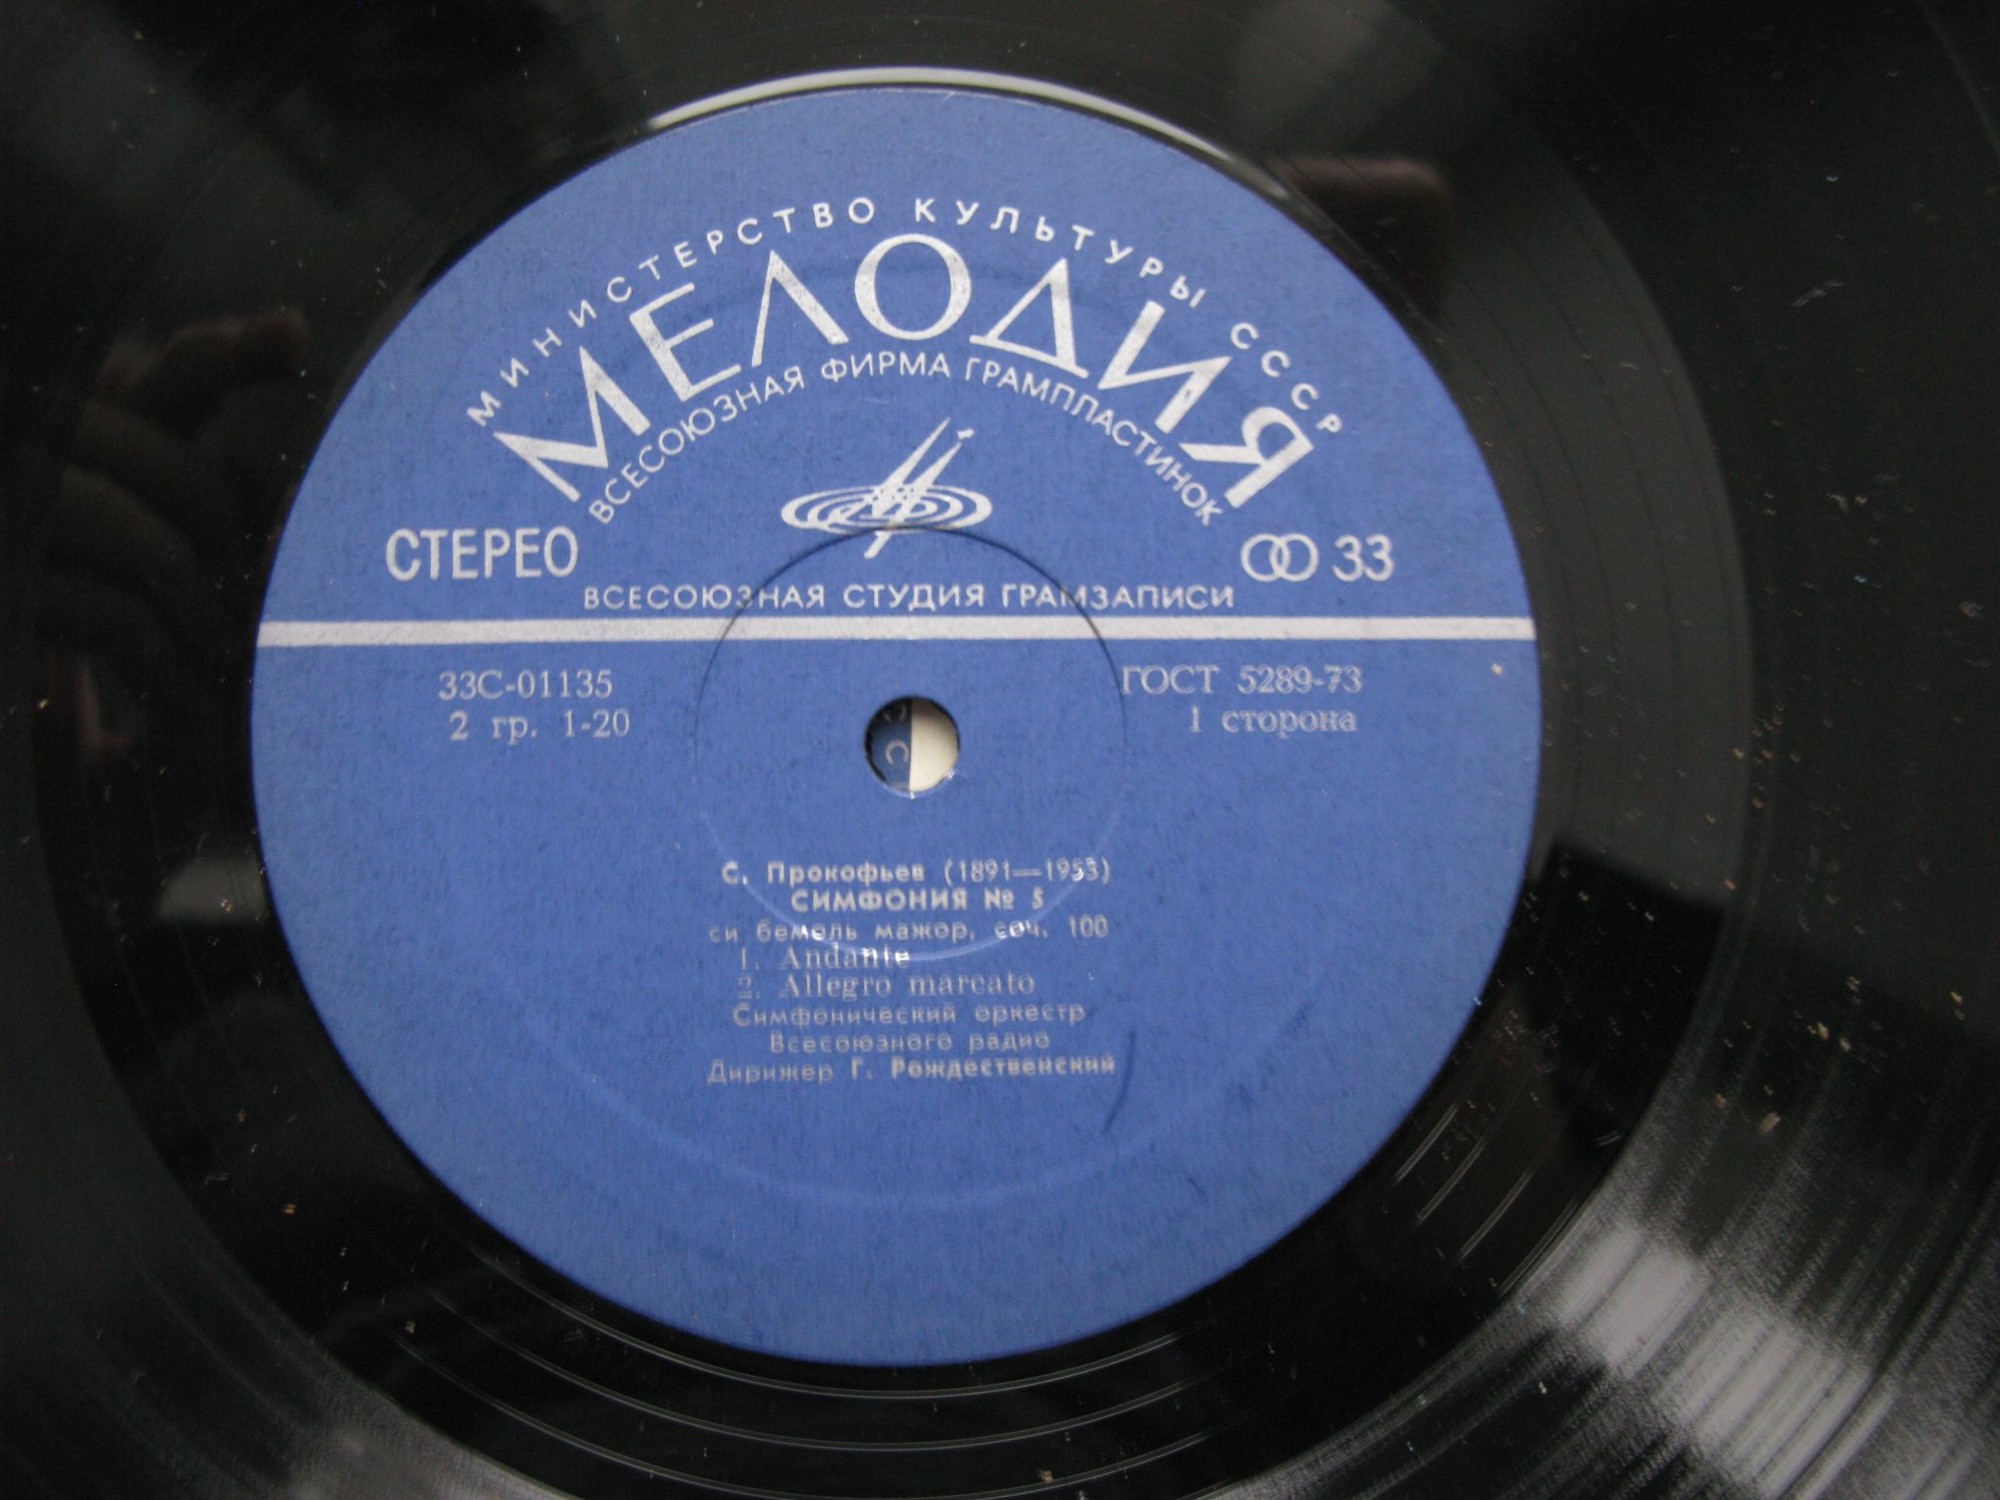 МИНИСТЕРСТВО КУЛЬТУРЫ СССР
МЕЛОДИЯ
ВСЕСОЮЗНАЯ ФИРМА ГРАМПЛАСТИНОК
СТЕРЕО
33
ВСЕСОЮЗНАЯ СТУДИЯ ГРАМЗАПИСИ
33С-01135
ГОСТ 5289-73
2 гр. 1-20
1 сторона
С. Прокофьев (1891—1953)
СИМФОНИЯ № 5
си бемоль мажор, соч. 100
1. Andante
2. Allegro marcato
Симфонический оркестр
Всесоюзного радио
Дирижер Г. Рождественский